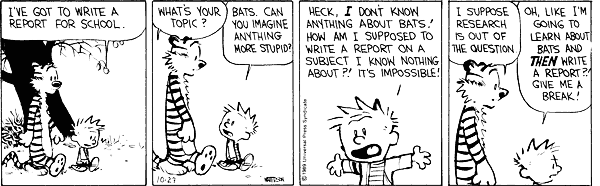 I'VE GOT TO WRITE A
REPORT FOR SCHOOL.
WHAT'S YOUR
TOPIC?
BATS. CAN
YOU IMAGINE
ANYTHING
MORE STUPID?
10-27
WATTERSON
HECK, I DON'T KNOW
ANYTHING ABOUT BATS!
HOW AM I SUPPOSED TO
WRITE A REPORT ON A
SUBJECT I KNOW NOTHING
ABOUT?! IT'S IMPOSSIBLE!
© 1989 Universal Press Syndicate
I SUPPOSE
RESEARCH
IS OUT OF
THE QUESTION.
OH, LIKE I'M
GOING TO
LEARN ABOUT
BATS AND
THEN WRITE
A REPORT?!
GIVE ME A
BREAK!